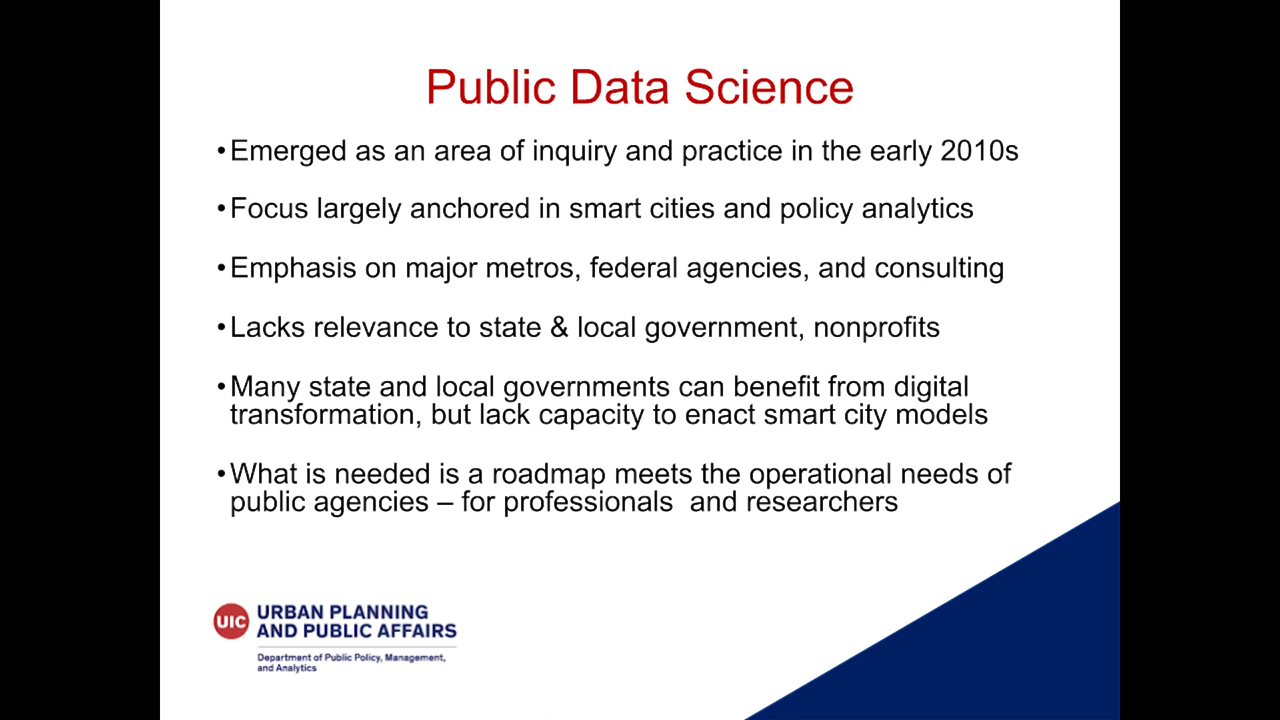 Public Data Science
•Emerged as an area of inquiry and practice in the early 2010s
•Focus largely anchored in smart cities and policy analytics
•Emphasis on major metros, federal agencies, and consulting
•Lacks relevance to state & local government, nonprofits
•Many state and local governments can benefit from digital
transformation, but lack capacity to enact smart city models
•What is needed is a roadmap meets the operational needs of
public agencies – for professionals  and researchers
UIC URBAN PLANNING
AND PUBLIC AFFAIRS
Department of Public Policy, Management,
and Analytics